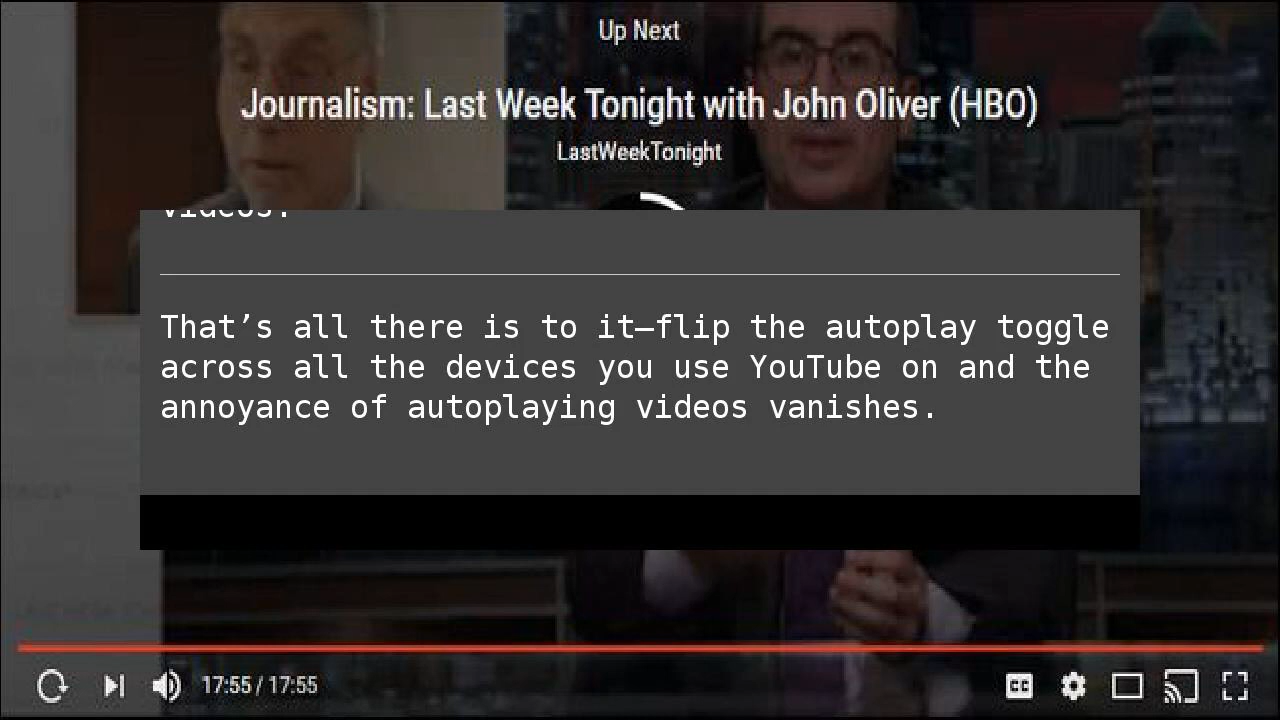 Up Next
Journalism: Last Week Tonight with John Oliver (HBO)
LastWeekTonight
videos.
That’s all there is to it—flip the autoplay toggle
across all the devices you use YouTube on and the
annoyance of autoplaying videos vanishes.
17:55 / 17:55
CC